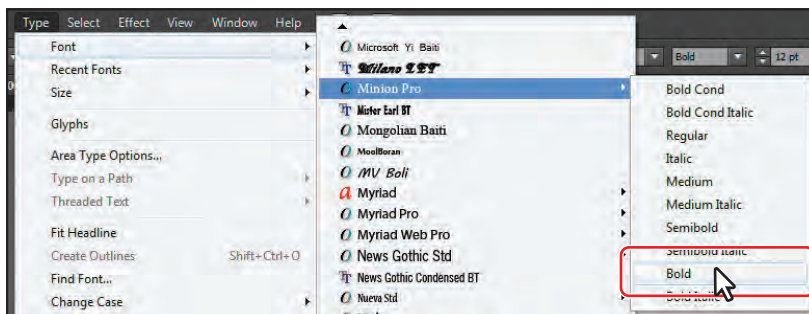 Type Select Effect View Window Help
Bold 12 pt
Font
Recent Fonts
Size
Glyphs
Area Type Options...
Type on a Path
Threaded Text
Fit Headline
Create Outlines Shift+Ctrl+O
Find Font...
Change Case
Microsoft Yi Baiti
Milano LET
Minion Pro
Mister Earl BT
Mongolian Baiti
MoolBoran
MV Boli
Myriad
Myriad Pro
Myriad Web Pro
News Gothic Std
News Gothic Condensed BT
Nueva Std
Bold Cond
Bold Cond Italic
Regular
Italic
Medium
Medium Italic
Semibold
Semibold Italic
Bold
Bold Italic